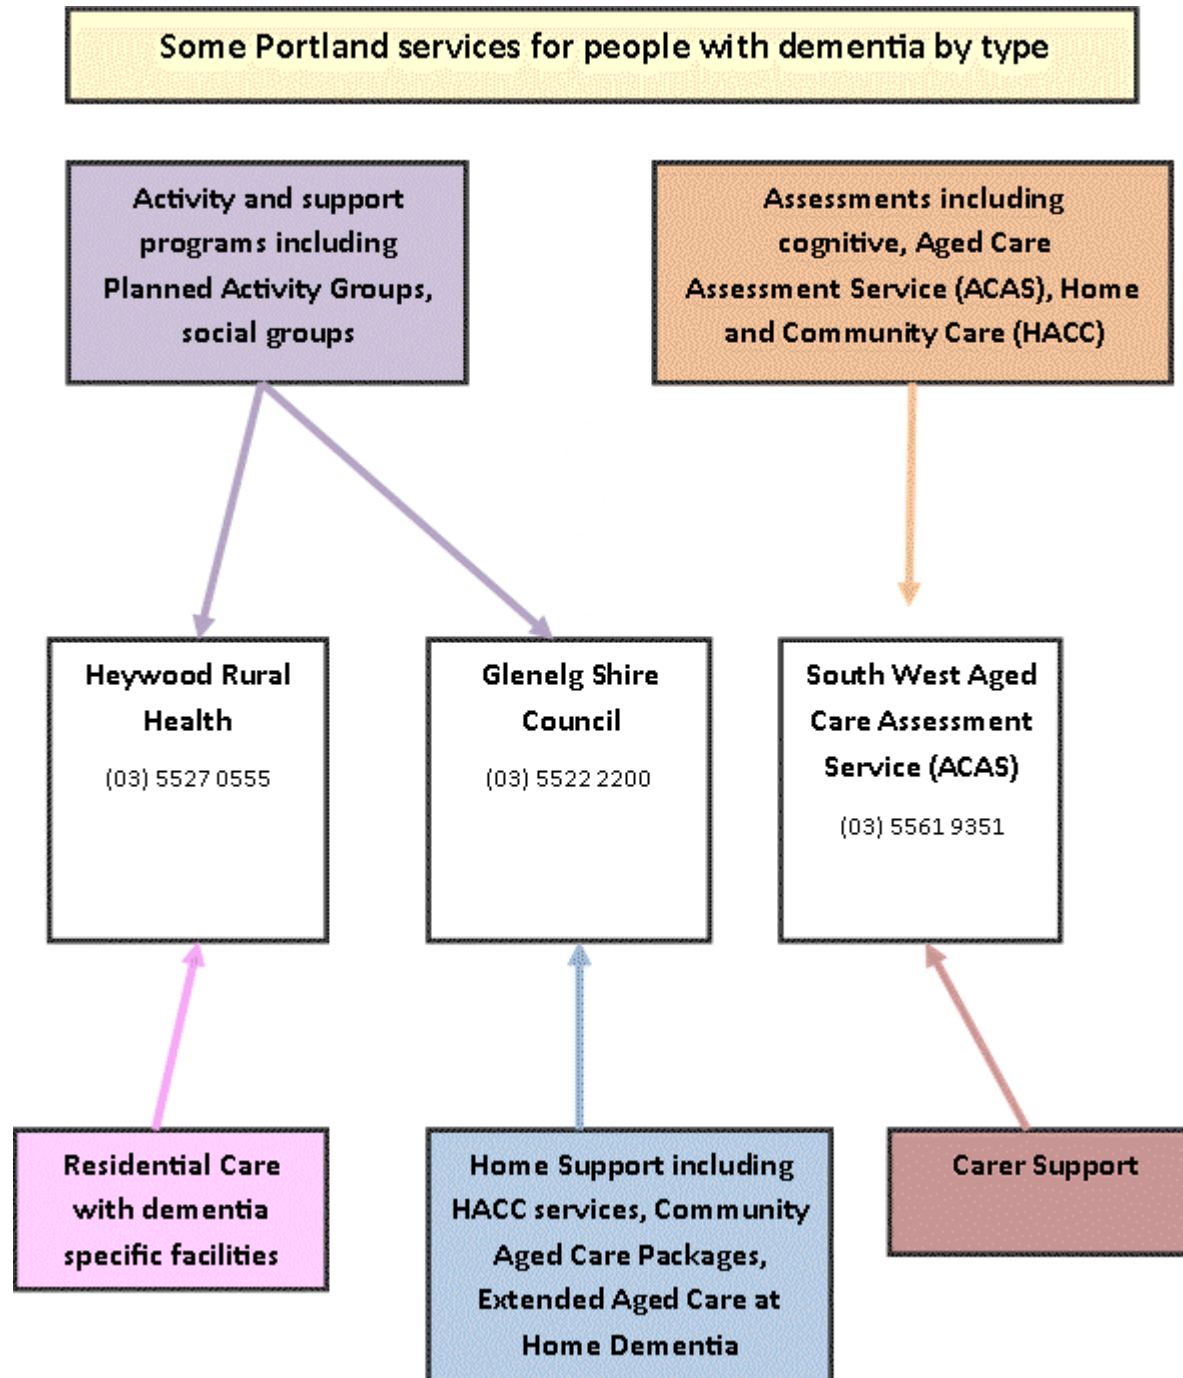 Some Portland services for people with dementia by type
Activity and support
programs including
Planned Activity Groups,
social groups
Assessments including
cognitive, Aged Care
Assessment Service (ACAS), Home
and Community Care (HACC)
Heywood Rural
Health
(03) 5527 0555
Glenelg Shire
Council
(03) 5522 2200
South West Aged
Care Assessment
Service (ACAS)
(03) 5561 9351
Residential Care
with dementia
specific facilities
Home Support including
HACC services, Community
Aged Care Packages,
Extended Aged Care at
Home Dementia
Carer Support